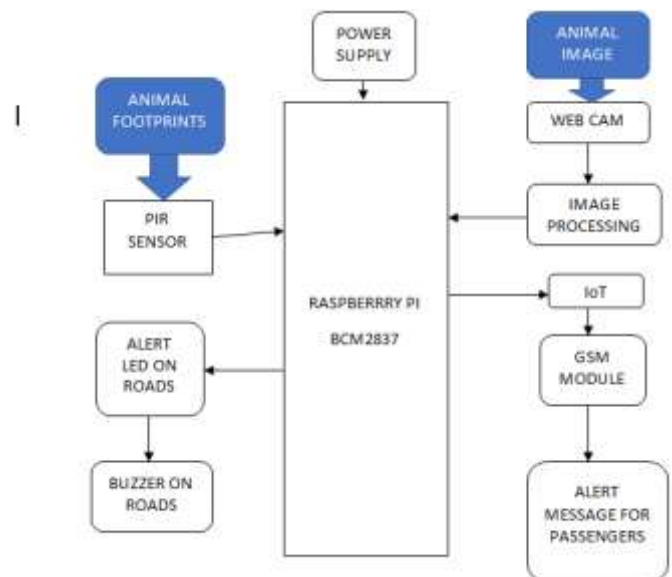 POWER
SUPPLY
ANIMAL
IMAGE
ANIMAL
FOOTPRINTS
WEB CAM
PIR
SENSOR
IMAGE
PROCESSING
RASPBERRRY PI
BCM2837
IoT
ALERT
LED ON
ROADS
GSM
MODULE
BUZZER ON
ROADS
ALERT
MESSAGE FOR
PASSENGERS